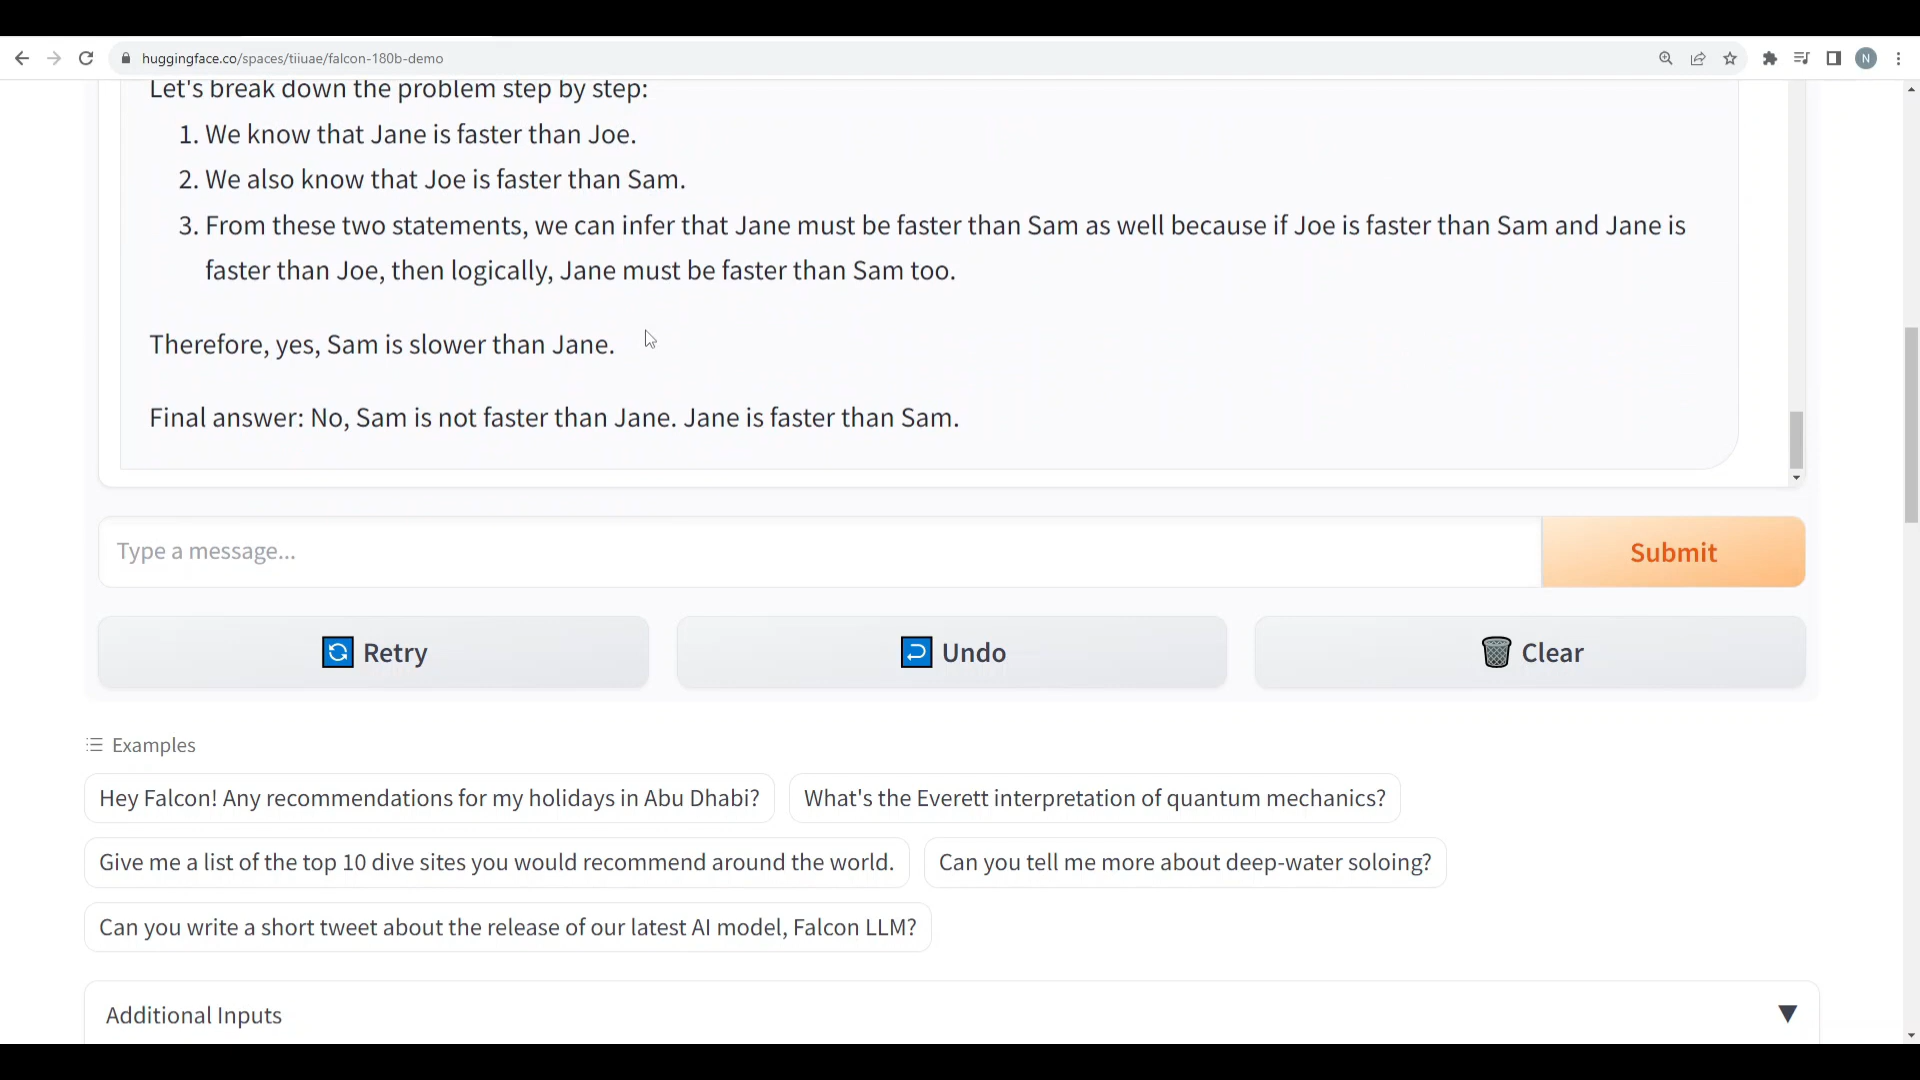 huggingface.co/spaces/tiiuae/falcon-180b-demo
N
Let's break down the problem step by step:
1. We know that Jane is faster than Joe.
2. We also know that Joe is faster than Sam.
3. From these two statements, we can infer that Jane must be faster than Sam as well because if Joe is faster than Sam and Jane is
faster than Joe, then logically, Jane must be faster than Sam too.
Therefore, yes, Sam is slower than Jane.
Final answer: No, Sam is not faster than Jane. Jane is faster than Sam.
Type a message...
Submit
Retry
Undo
Clear
Examples
Hey Falcon! Any recommendations for my holidays in Abu Dhabi?
What's the Everett interpretation of quantum mechanics?
Give me a list of the top 10 dive sites you would recommend around the world.
Can you tell me more about deep-water soloing?
Can you write a short tweet about the release of our latest AI model, Falcon LLM?
Additional Inputs